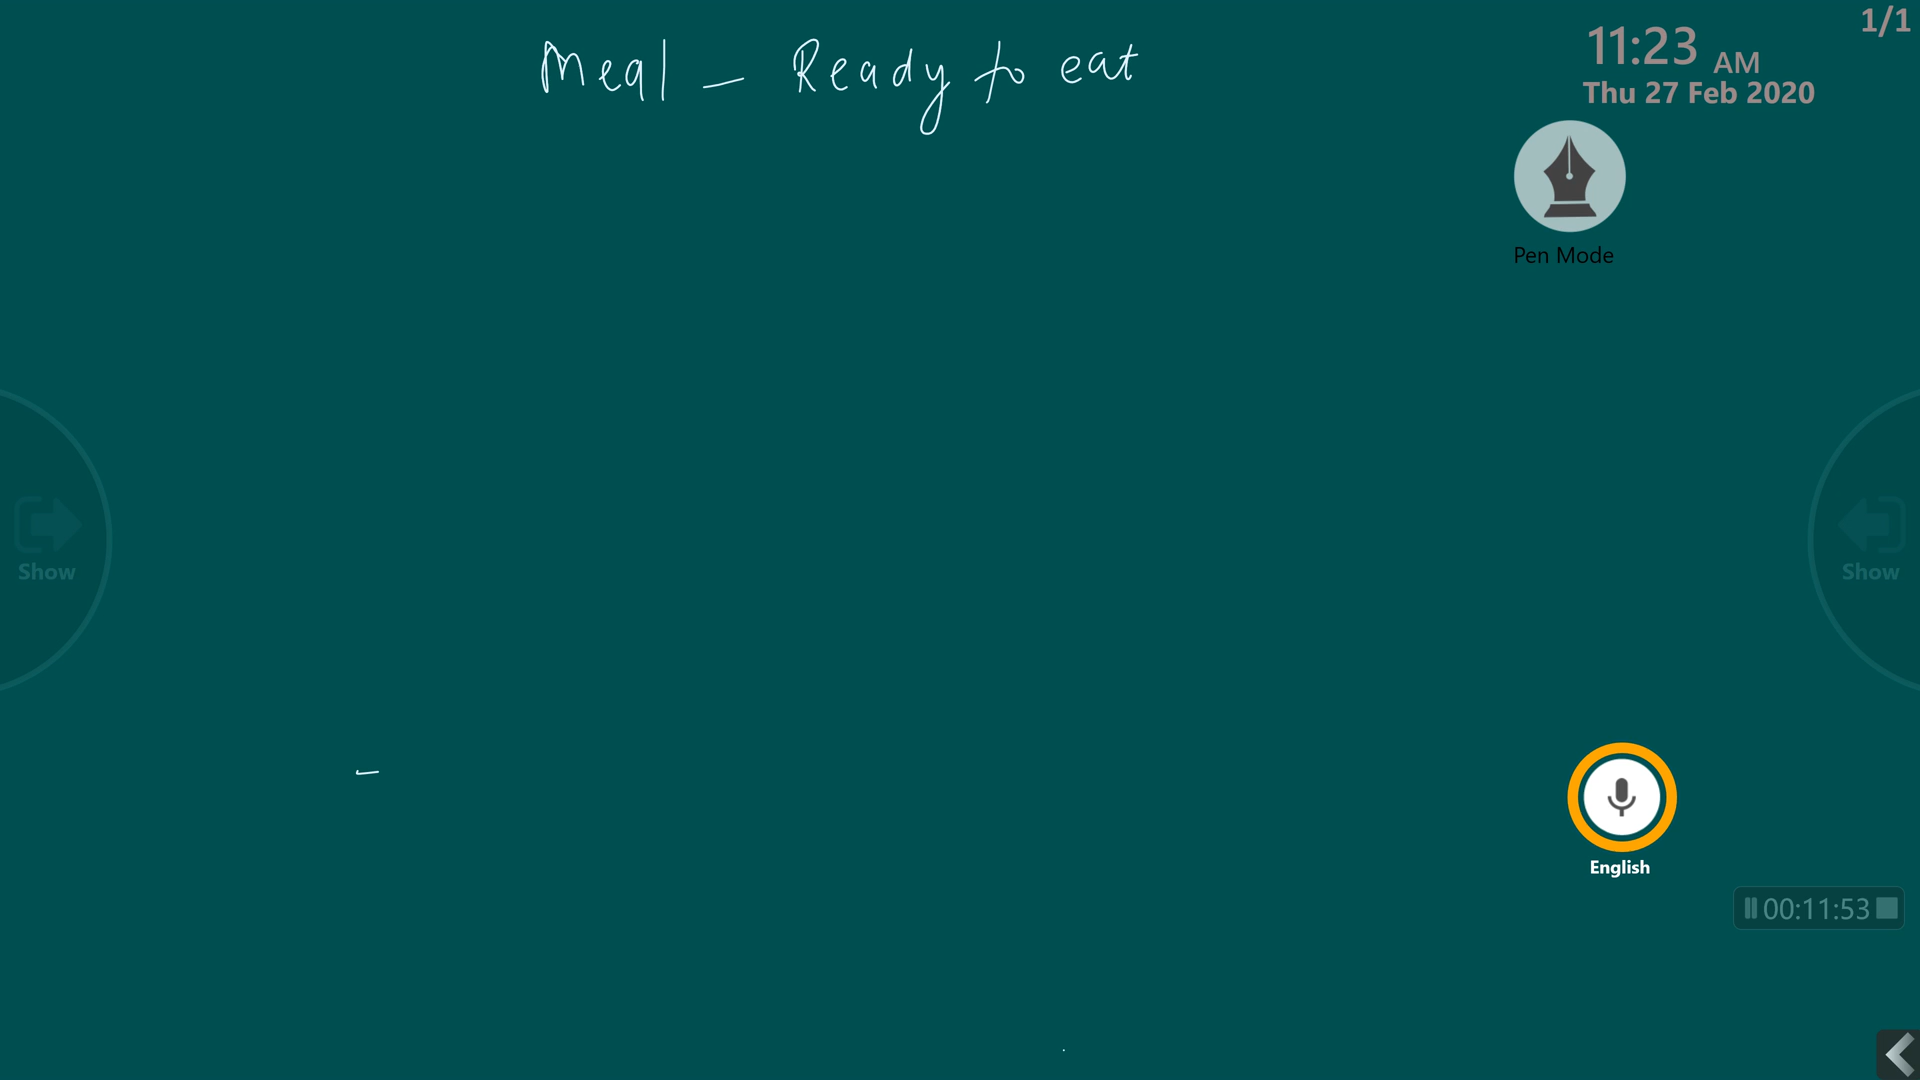 Meal - Ready to eat
1/1
11:23 AM
Thu 27 Feb 2020
Pen Mode
Show
Show
English
00:11:53